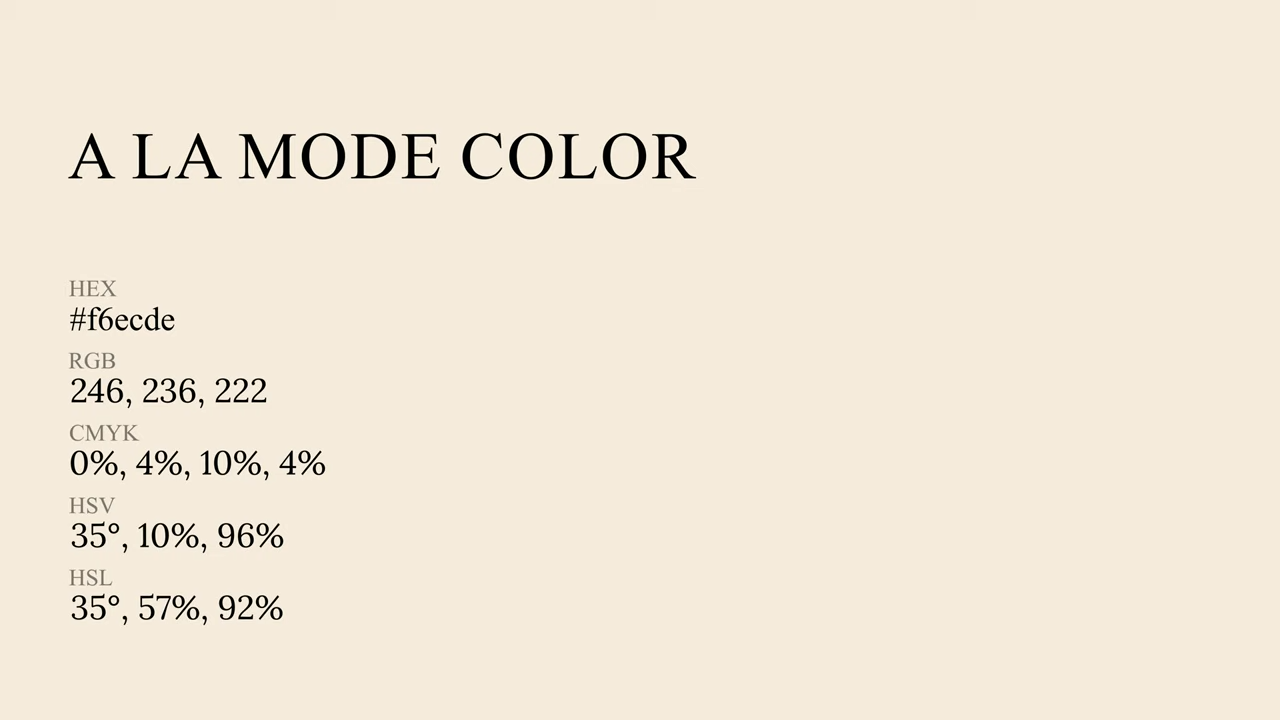 A LA MODE COLOR
HEX
#f6ecde
RGB
246, 236, 222
CMYK
0%, 4%, 10%, 4%
HSV
35°, 10%, 96%
HSL
35°, 57%, 92%